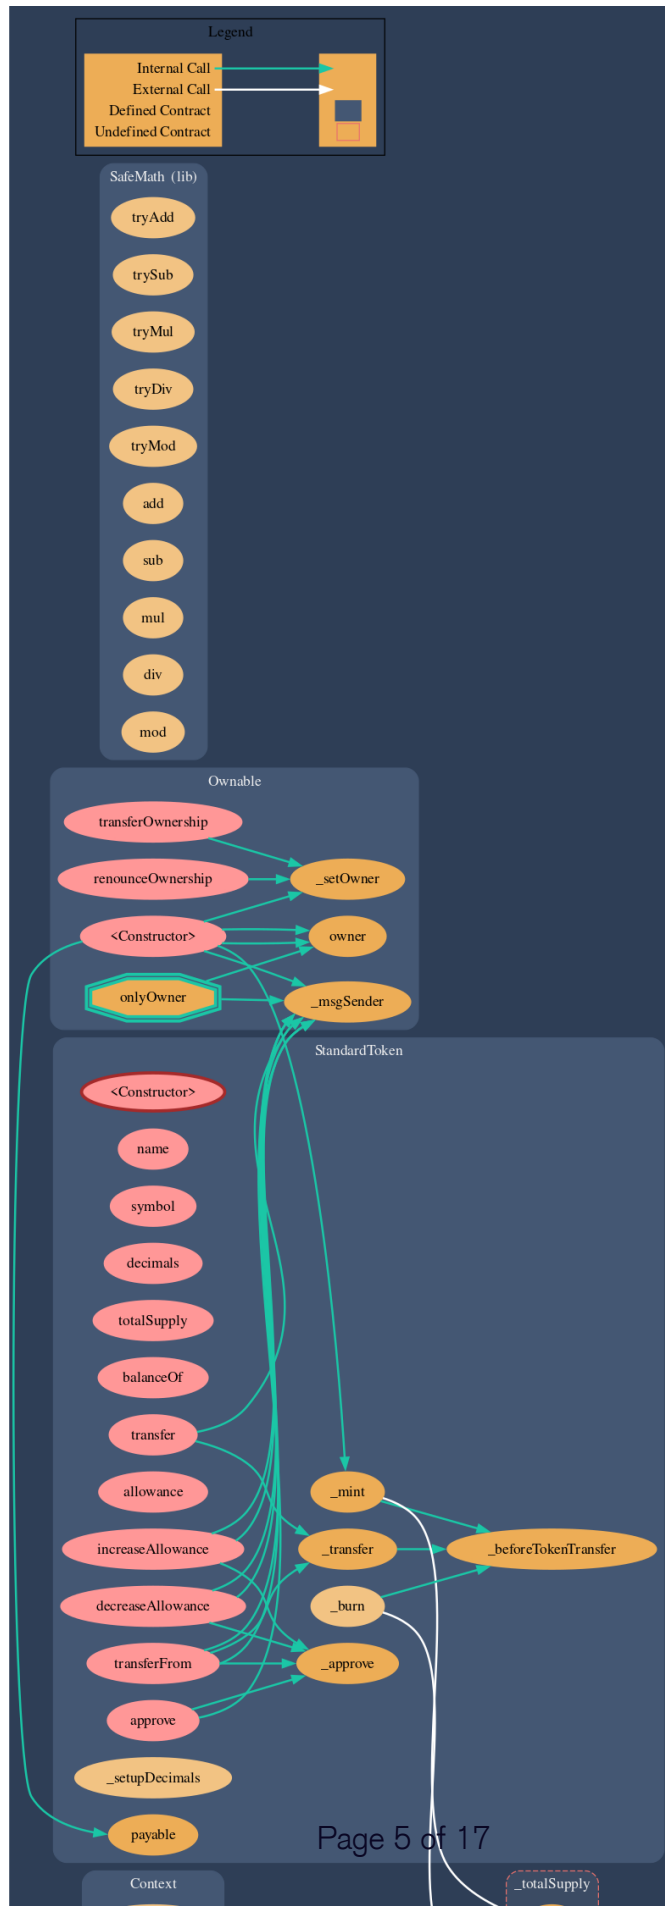 Legend
Internal Call
External Call
Defined Contract
Undefined Contract
SafeMath (lib)
tryAdd
trySub
tryMul
tryDiv
tryMod
add
sub
mul
div
mod
Ownable
transferOwnership
renounceOwnership
_setOwner
<Constructor>
owner
onlyOwner
_msgSender
StandardToken
<Constructor>
name
symbol
decimals
totalSupply
balanceOf
transfer
allowance
_mint
increaseAllowance
_transfer
_beforeTokenTransfer
decreaseAllowance
_burn
transferFrom
_approve
approve
_setupDecimals
payable
Page 5 of 17
Context
_totalSupply